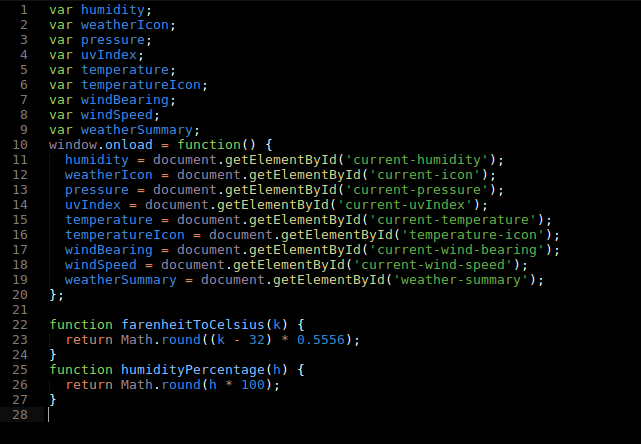 1 var humidity;
2 var weatherIcon;
3 var pressure;
4 var uvIndex;
5 var temperature;
6 var temperatureIcon;
7 var windBearing;
8 var windSpeed;
9 var weatherSummary;
10 window.onload = function() {
11   humidity = document.getElementById('current-humidity');
12   weatherIcon = document.getElementById('current-icon');
13   pressure = document.getElementById('current-pressure');
14   uvIndex = document.getElementById('current-uvIndex');
15   temperature = document.getElementById('current-temperature');
16   temperatureIcon = document.getElementById('temperature-icon');
17   windBearing = document.getElementById('current-wind-bearing');
18   windSpeed = document.getElementById('current-wind-speed');
19   weatherSummary = document.getElementById('weather-summary');
20 };
21
22 function farenheitToCelsius(k) {
23   return Math.round((k - 32) * 0.5556);
24 }
25 function humidityPercentage(h) {
26   return Math.round(h * 100);
27 }
28